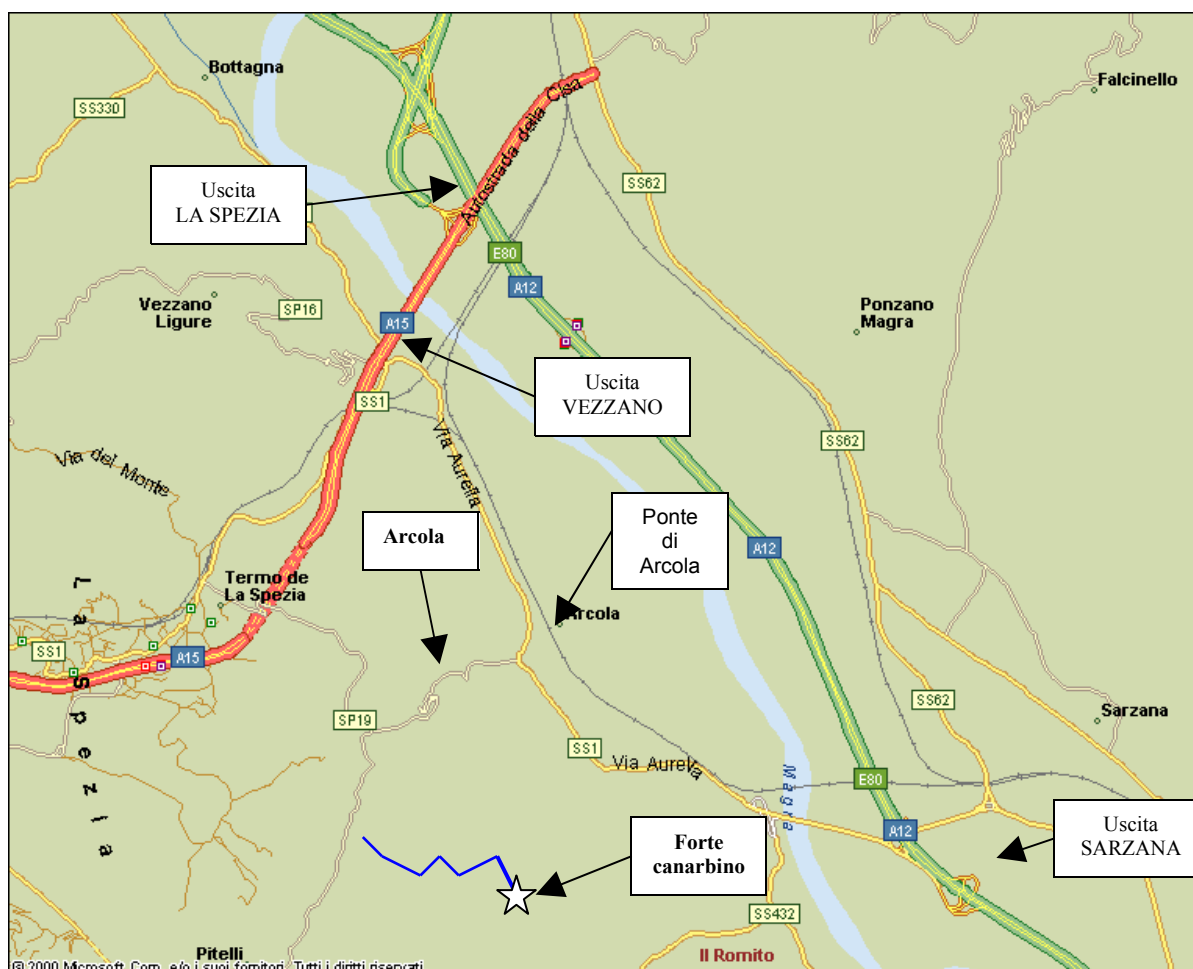 Bottagna
Falcinello
SS330
Autostrada della Cisa
SS62
Uscita
LA SPEZIA
E80
A12
Vezzano
Ligure
SP16
A15
Ponzano
Magra
Uscita
VEZZANO
SS1
SS62
Via del Monte
Via Aurelia
Arcola
Ponte
di
Arcola
A12
Termo de
La Spezia
Arcola
SS1
A15
La Spezia
SP19
SS62
Sarzana
SS1
Via Aurelia
Magra
E80
A12
Uscita
SARZANA
Forte
canarbino
SS432
Pitelli
Il Romito
© 2000 Microsoft Corp. e/o i suoi fornitori. Tutti i diritti riservati.